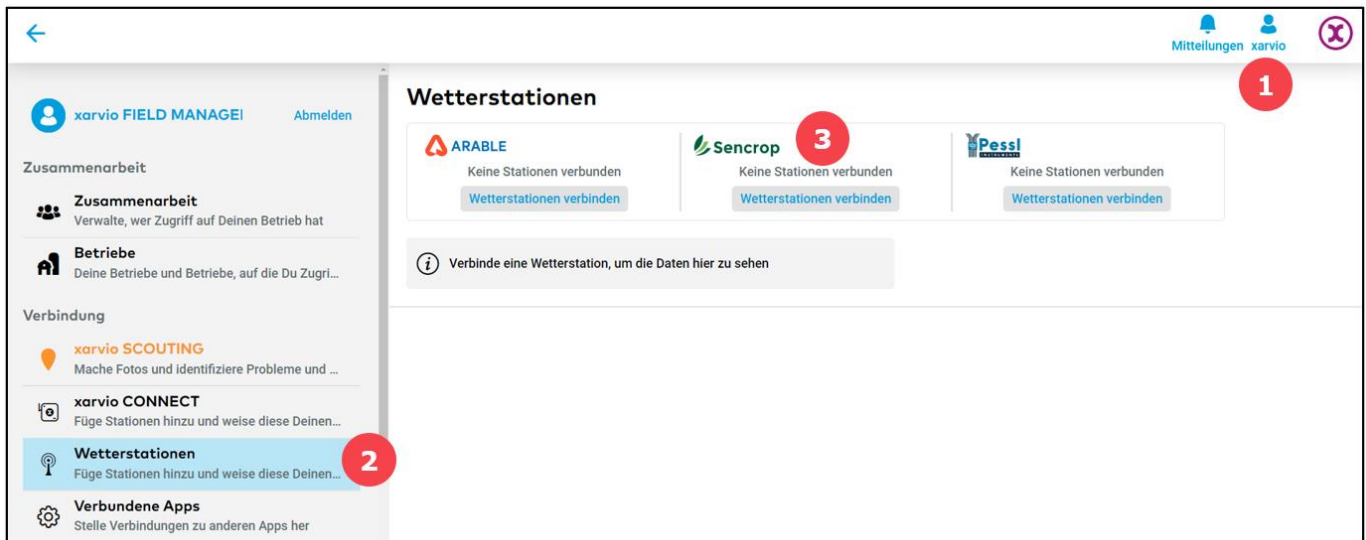 Mitteilungen xarvio
1
xarvio FIELD MANAGEI
Abmelden
Zusammenarbeit
Zusammenarbeit
Verwalte, wer Zugriff auf Deinen Betrieb hat
Betriebe
Deine Betriebe und Betriebe, auf die Du Zugri...
Verbindung
xarvio SCOUTING
Mache Fotos und identifiziere Probleme und ...
xarvio CONNECT
Füge Stationen hinzu und weise diese Deinen...
Wetterstationen
Füge Stationen hinzu und weise diese Deinen...
2
Verbundene Apps
Stelle Verbindungen zu anderen Apps her
Wetterstationen
ARABLE
Keine Stationen verbunden
Wetterstationen verbinden
Sencrop
3
Keine Stationen verbunden
Wetterstationen verbinden
Pessl
INSTRUMENTS
Keine Stationen verbunden
Wetterstationen verbinden
Verbinde eine Wetterstation, um die Daten hier zu sehen